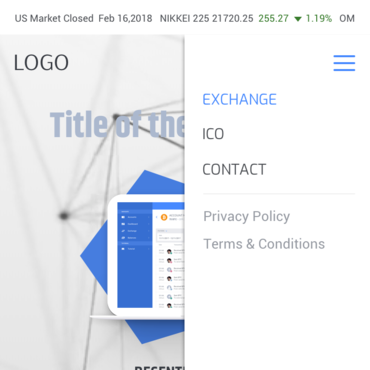 US Market Closed Feb 16,2018 NIKKEI 225 21720.25 255.27 1.19% OM
LOGO
EXCHANGE
Title of the
ICO
CONTACT
Privacy Policy
Terms & Conditions